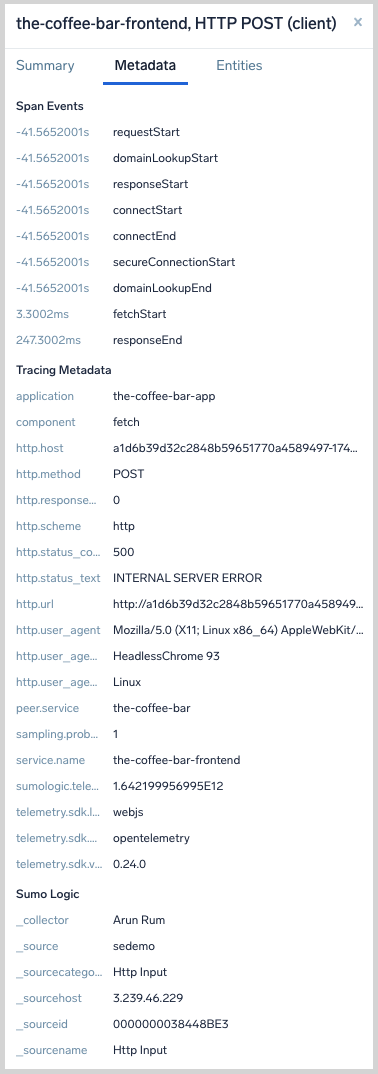 the-coffee-bar-frontend, HTTP POST (client) ×
Summary Metadata Entities
Span Events
-41.5652001s requestStart
-41.5652001s domainLookupStart
-41.5652001s responseStart
-41.5652001s connectStart
-41.5652001s connectEnd
-41.5652001s secureConnectionStart
-41.5652001s domainLookupEnd
3.3002ms fetchStart
247.3002ms responseEnd
Tracing Metadata
application the-coffee-bar-app
component fetch
http.host a1d6b39d32c2848b59651770a4589497-174...
http.method POST
http.response... 0
http.scheme http
http.status_co... 500
http.status_text INTERNAL SERVER ERROR
http.url http://a1d6b39d32c2848b59651770a458949...
http.user_agent Mozilla/5.0 (X11; Linux x86_64) AppleWebKit/...
http.user_age... HeadlessChrome 93
http.user_age... Linux
peer.service the-coffee-bar
sampling.prob... 1
service.name the-coffee-bar-frontend
sumologic.tele... 1.642199956995E12
telemetry.sdk.l... webjs
telemetry.sdk.... opentelemetry
telemetry.sdk.v... 0.24.0
Sumo Logic
_collector Arun Rum
_source sedemo
_sourcecatego... Http Input
_sourcehost 3.239.46.229
_sourceid 0000000038448BE3
_sourcename Http Input